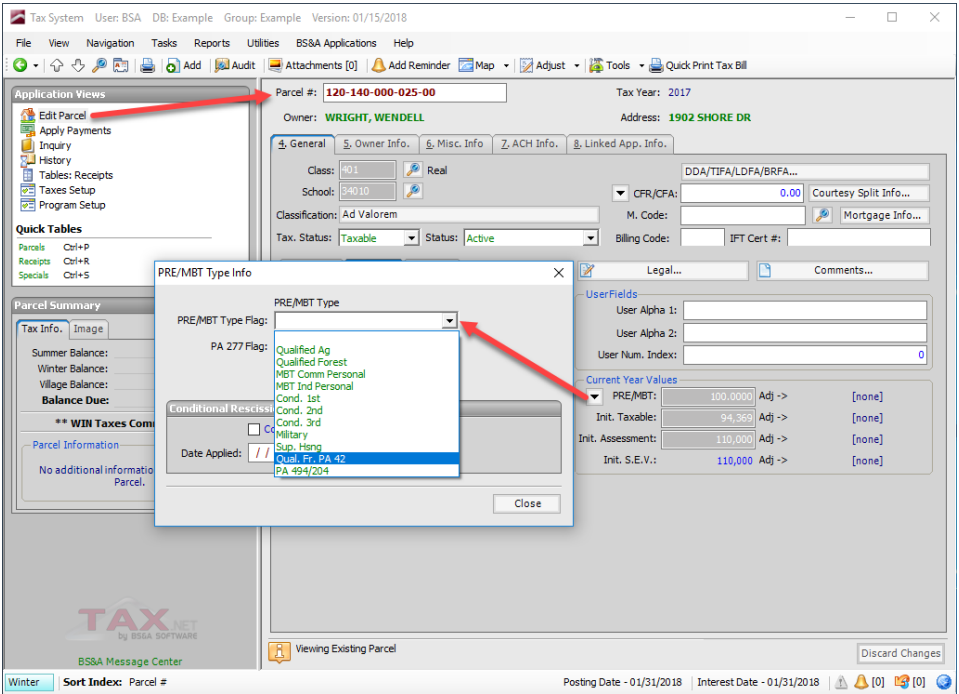 Tax System User: BSA DB: Example Group: Example Version: 01/15/2018
File View Navigation Tasks Reports Utilities BS&A Applications Help
Add Audit Attachments [0] Add Reminder Map Adjust Tools Quick Print Tax Bill
Application Views
Edit Parcel
Apply Payments
Inquiry
History
Tables: Receipts
Taxes Setup
Program Setup
Quick Tables
Parcels Ctrl+P
Receipts Ctrl+R
Specials Ctrl+S
Parcel Summary
Tax Info. Image
Summer Balance:
Winter Balance:
Village Balance:
Balance Due:
** WIN Taxes Com
Parcel Information
No additional informatio
Parcel.
TAX.NET
by BS&A SOFTWARE
BS&A Message Center
Parcel #: 120-140-000-025-00 Tax Year: 2017
Owner: WRIGHT, WENDELL Address: 1902 SHORE DR
4. General 5. Owner Info. 6. Misc. Info 7. ACH Info. 8. Linked App. Info.
Class: 401 Real DDA/TIFA/LDFA/BRFA...
School: 34010 CFR/CFA: 0.00 Courtesy Split Info...
Classification: Ad Valorem M. Code: Mortgage Info...
Tax. Status: Taxable Status: Active Billing Code: IFT Cert #:
Legal... Comments...
UserFields
User Alpha 1:
User Alpha 2:
User Num. Index: 0
Current Year Values
PRE/MBT: 100.0000 Adj -> [none]
Init. Taxable: 94,369 Adj -> [none]
Init. Assessment: 110,000 Adj -> [none]
Init. S.E.V.: 110,000 Adj -> [none]
PRE/MBT Type Info
PRE/MBT Type
PRE/MBT Type Flag:
PA 277 Flag:
Qualified Ag
Qualified Forest
MBT Comm Personal
MBT Ind Personal
Cond. 1st
Cond. 2nd
Cond. 3rd
Military
Sup. Hsng
Qual. Fr. PA 42
PA 494/204
Conditional Resciss
Date Applied: / /
Close
Viewing Existing Parcel
Discard Changes
Winter Sort Index: Parcel # Posting Date - 01/31/2018 Interest Date - 01/31/2018 [0] [0]